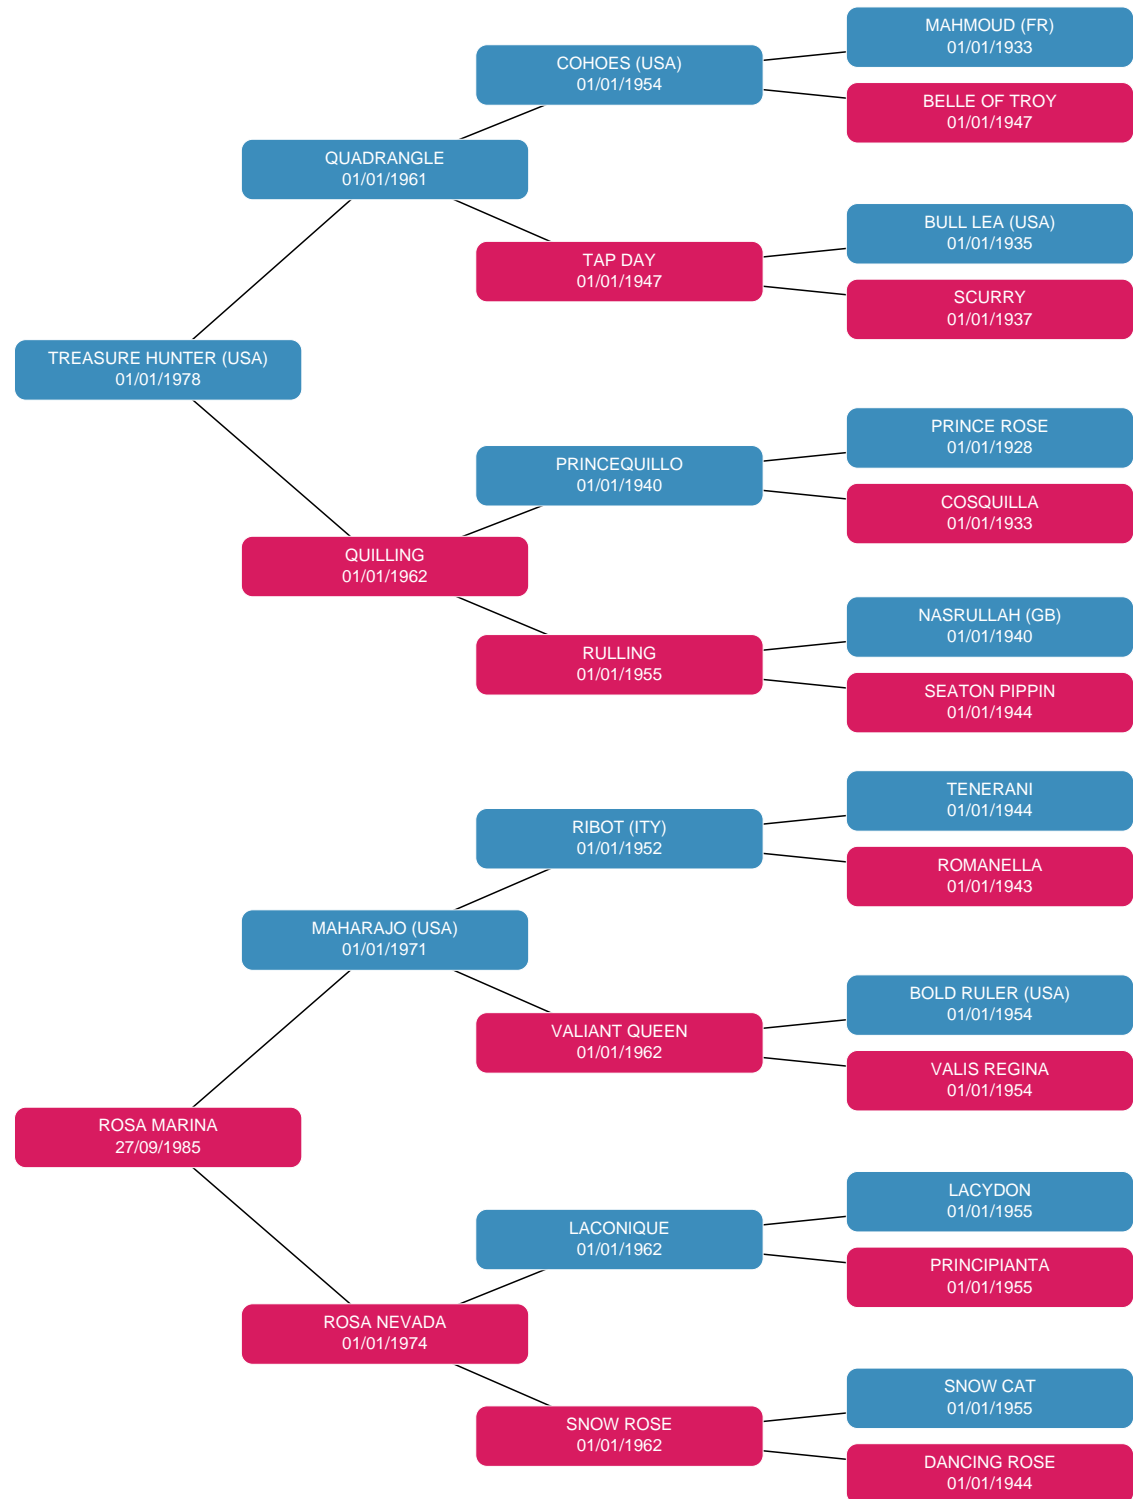 MAHMOUD (FR)
01/01/1933
COHOES (USA)
01/01/1954
BELLE OF TROY
01/01/1947
QUADRANGLE
01/01/1961
BULL LEA (USA)
01/01/1935
TAP DAY
01/01/1947
SCURRY
01/01/1937
TREASURE HUNTER (USA)
01/01/1978
PRINCE ROSE
01/01/1928
PRINCEQUILLO
01/01/1940
COSQUILLA
01/01/1933
QUILLING
01/01/1962
NASRULLAH (GB)
01/01/1940
RULLING
01/01/1955
SEATON PIPPIN
01/01/1944
TENERANI
01/01/1944
RIBOT (ITY)
01/01/1952
ROMANELLA
01/01/1943
MAHARAJO (USA)
01/01/1971
BOLD RULER (USA)
01/01/1954
VALIANT QUEEN
01/01/1962
VALIS REGINA
01/01/1954
ROSA MARINA
27/09/1985
LACYDON
01/01/1955
LACONIQUE
01/01/1962
PRINCIPIANTA
01/01/1955
ROSA NEVADA
01/01/1974
SNOW CAT
01/01/1955
SNOW ROSE
01/01/1962
DANCING ROSE
01/01/1944